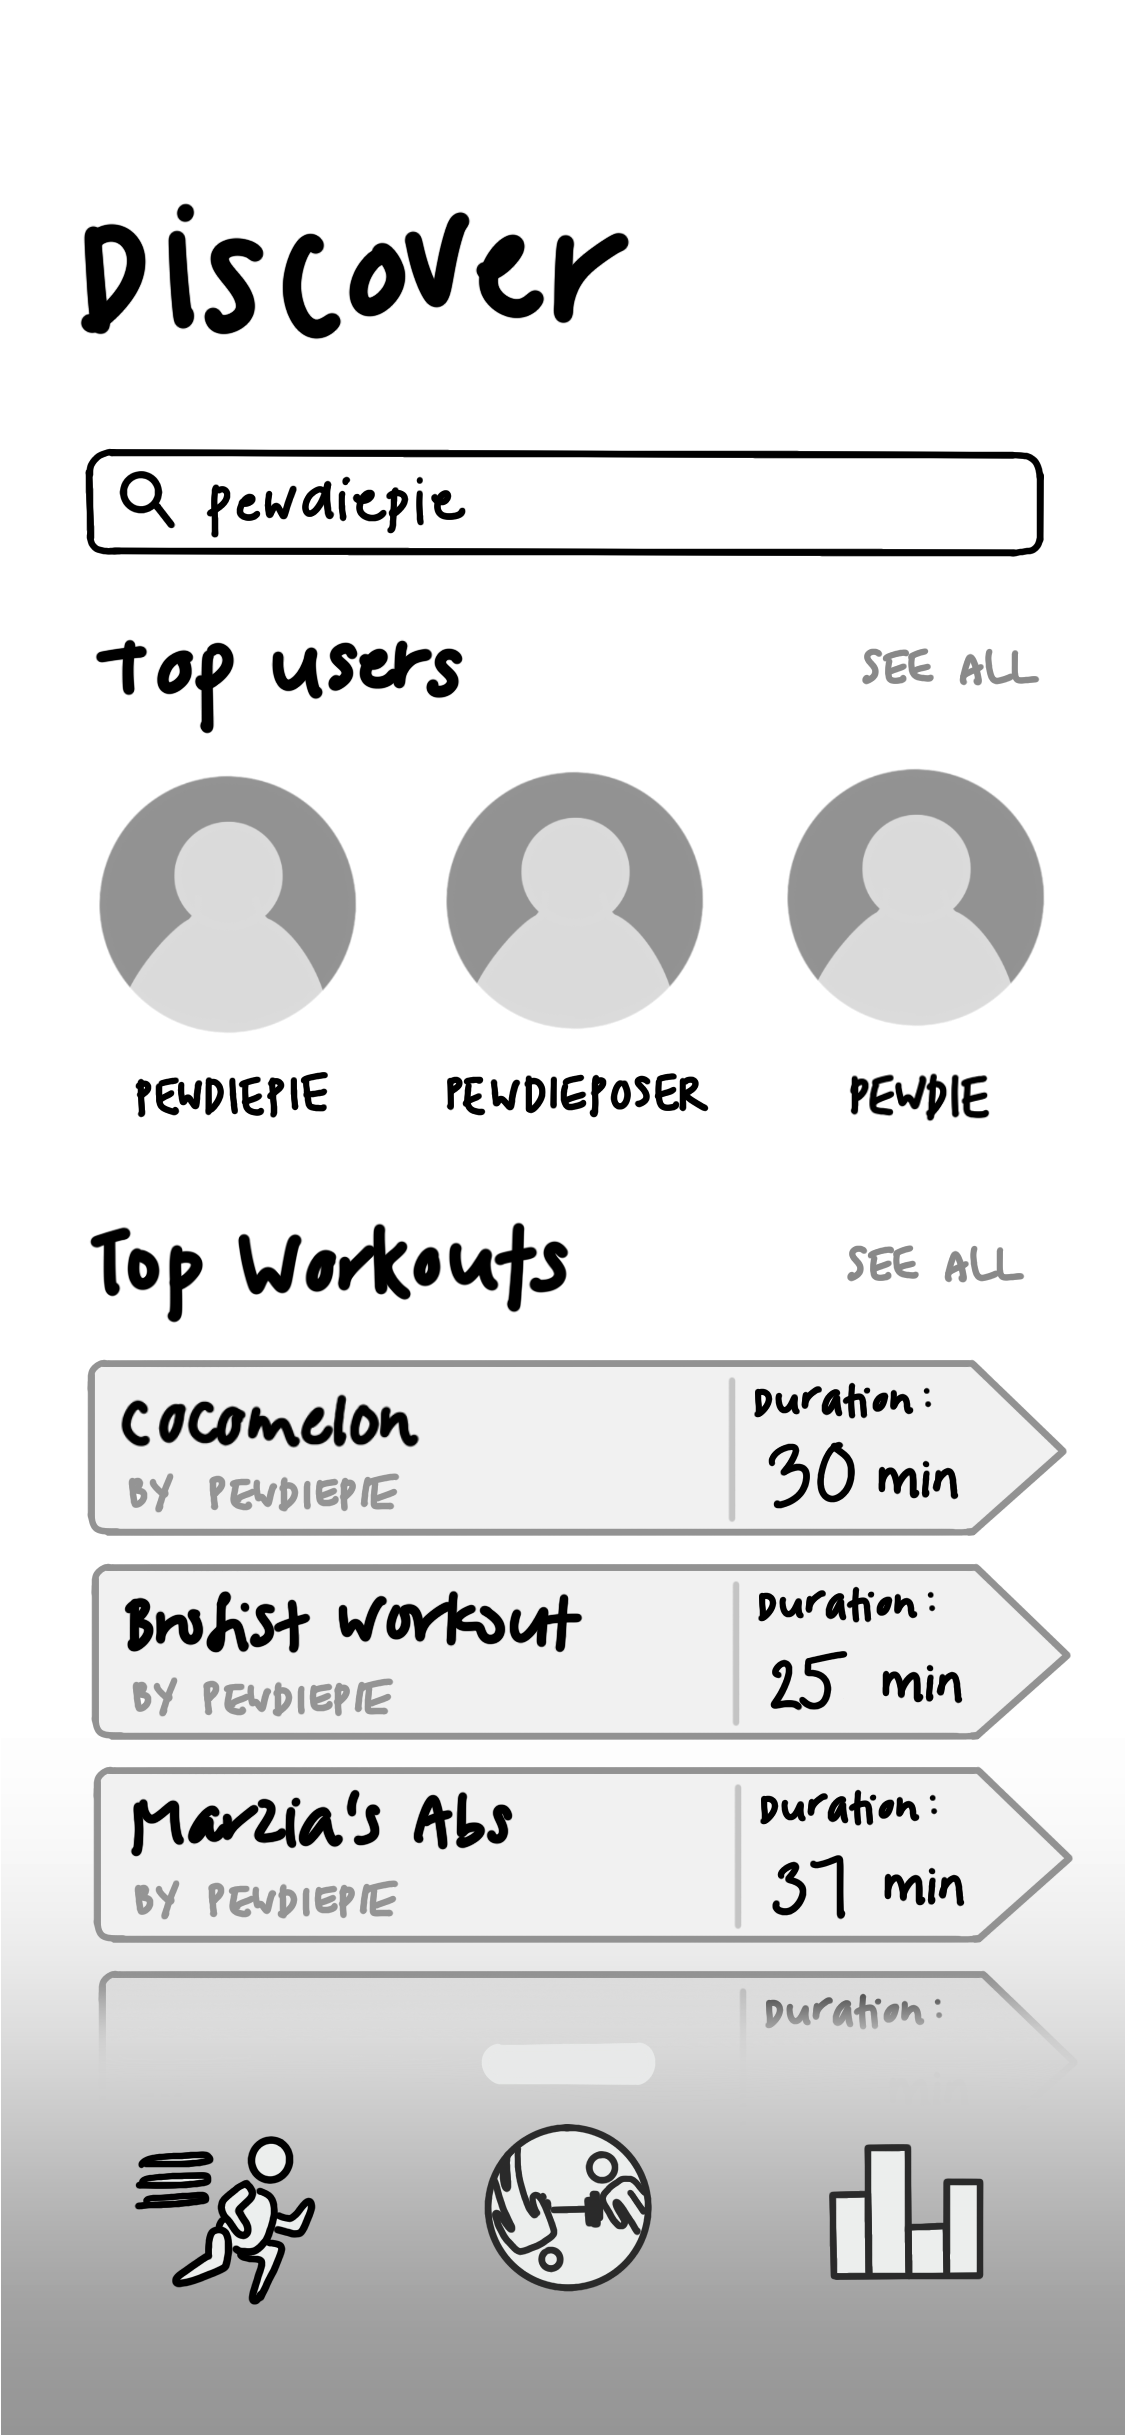 Discover
pewdiepie
Top users SEE ALL
PEWDIEPIE PEWDIEPOSER PEWDIE
Top Workouts SEE ALL
Cocomelon
BY PEWDIEPIE
Duration:
30 min
Brofist Workout
BY PEWDIEPIE
Duration:
25 min
Marzia's Abs
BY PEWDIEPIE
Duration:
37 min
Duration: